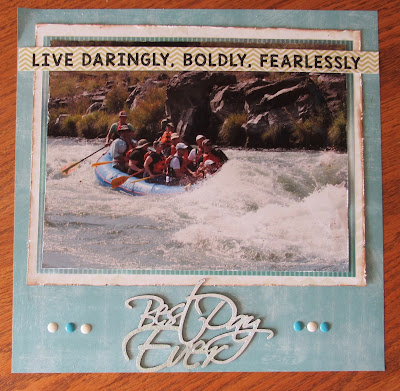 LIVE DARINGLY, BOLDLY, FEARLESSLY
Best Day
Ever